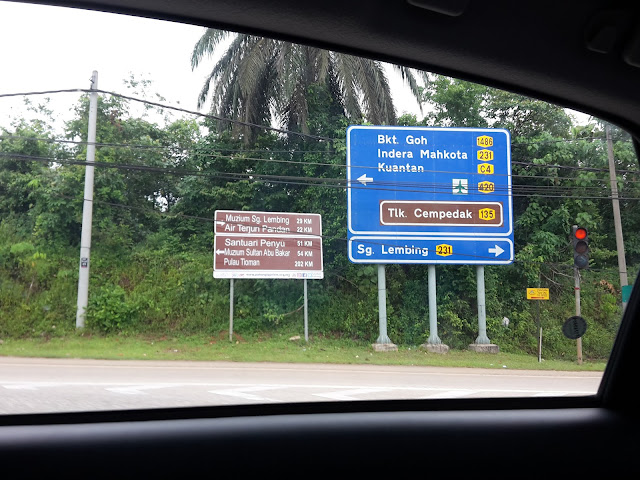 Muzium Sg. Lembing 29 KM
Air Terjun Pandan 22 KM
Santuari Penyu 51 KM
Muzium Sultan Abu Bakar 54 KM
Pulau Tioman 202 KM
Bkt. Goh 1486
Indera Mahkota 231
Kuantan C4
420
Tlk. Cempedak 135
Sg. Lembing 231